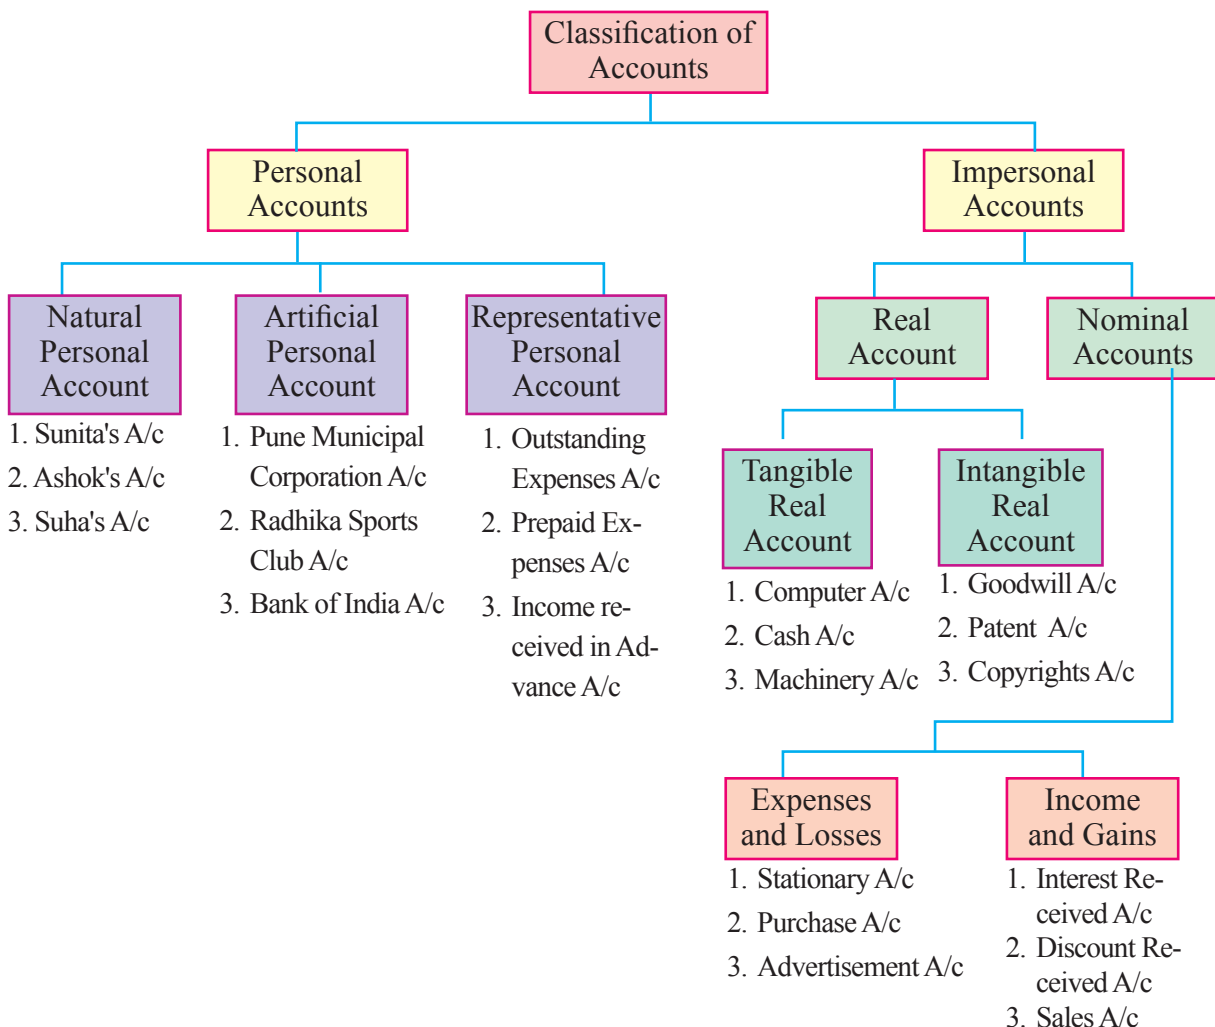 Classification of
Accounts
Personal
Accounts
Impersonal
Accounts
Natural
Personal
Account
1. Sunita's A/c
2. Ashok's A/c
3. Suha's A/c
Artificial
Personal
Account
1. Pune Municipal
Corporation A/c
2. Radhika Sports
Club A/c
3. Bank of India A/c
Representative
Personal
Account
1. Outstanding
Expenses A/c
2. Prepaid Ex-
penses A/c
3. Income re-
ceived in Ad-
vance A/c
Real
Account
Nominal
Accounts
Tangible
Real
Account
1. Computer A/c
2. Cash A/c
3. Machinery A/c
Intangible
Real
Account
1. Goodwill A/c
2. Patent A/c
3. Copyrights A/c
Expenses
and Losses
1. Stationary A/c
2. Purchase A/c
3. Advertisement A/c
Income
and Gains
1. Interest Re-
ceived A/c
2. Discount Re-
ceived A/c
3. Sales A/c